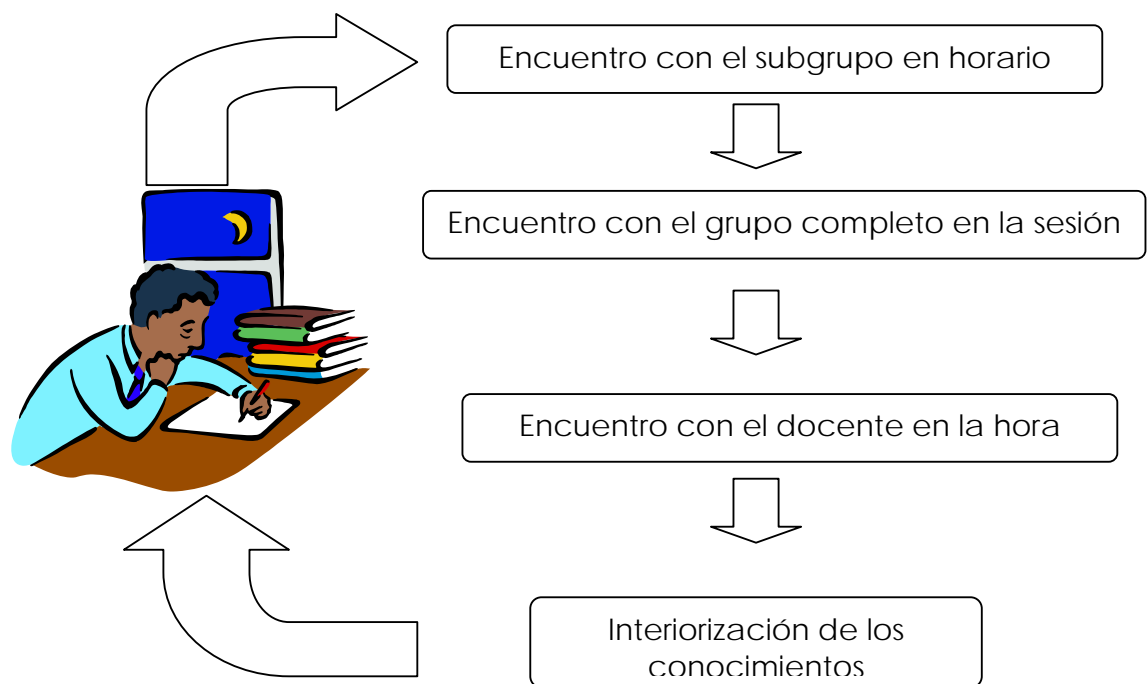 Encuentro con el subgrupo en horario
Encuentro con el grupo completo en la sesión
Encuentro con el docente en la hora
Interiorización de los
conocimientos